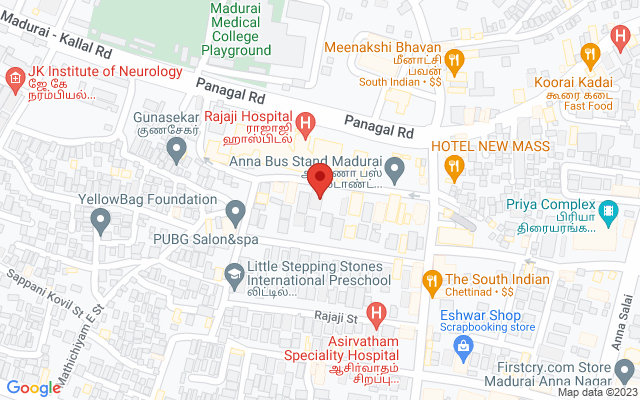 Madurai
Medical
College
Playground
Madurai - Kallal Rd
Meenakshi Bhavan
மீனாட்சி
பவன்
South Indian • $$
H
JK Institute of Neurology
ஜே கே
நரம்பியல்...
Panagal Rd
Koorai Kadai
கூரை கடை
Fast Food
Gunasekar
குணசேகர்
Rajaji Hospital
ராஜாஜி
ஹாஸ்பிடல்
H
Panagal Rd
HOTEL NEW MASS
Anna Bus Stand Madurai
YellowBag Foundation
Priya Complex
பிரியா
திரையரங்க...
PUBG Salon&spa
Little Stepping Stones
International Preschool
லிட்டில்...
The South Indian
Chettinad • $$
Sappani Kovil St
Mathichiyam E St
Rajaji St
H
Asirvatham
Speciality Hospital
ஆசிர்வாதம்
சிறப்பு...
Eshwar Shop
Scrapbooking store
Anna Salai
Firstcry.com Store
Madurai Anna Nagar
Google
Map data ©2023